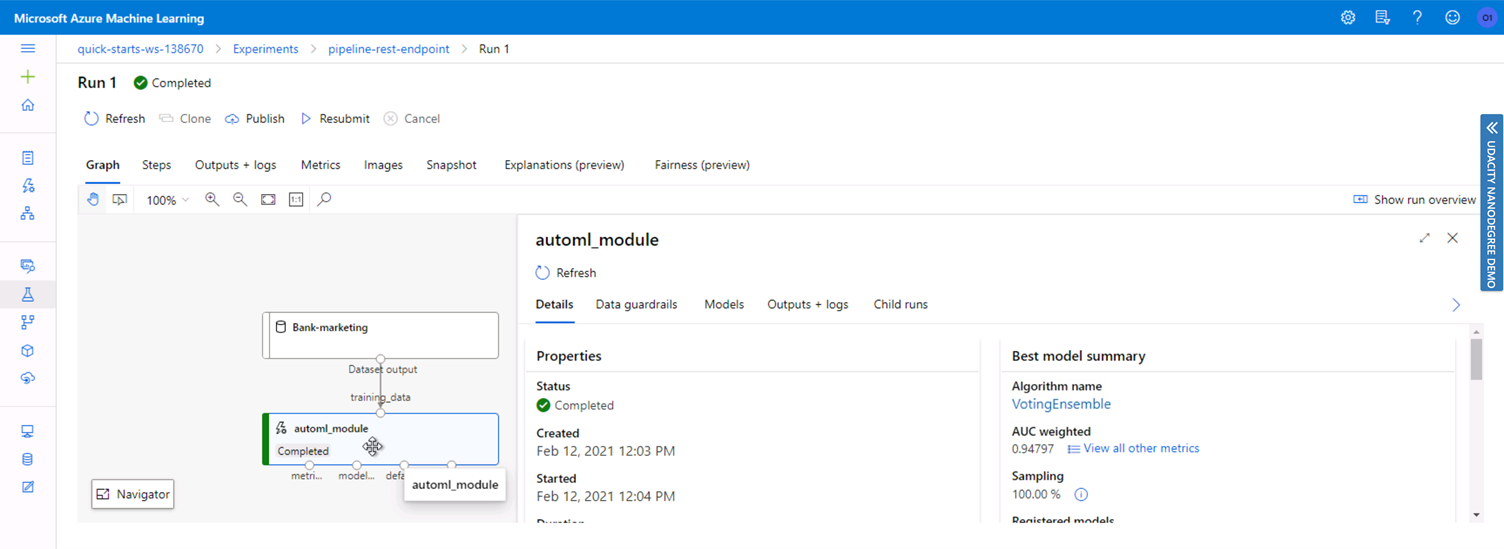 Microsoft Azure Machine Learning
O1
quick-starts-ws-138670 > Experiments > pipeline-rest-endpoint > Run 1
Run 1 Completed
Refresh Clone Publish Resubmit Cancel
Graph Steps Outputs + logs Metrics Images Snapshot Explanations (preview) Fairness (preview)
100% 1:1 Show run overview
UDACITY NANODEGREE DEMO
automl_module
Refresh
Details Data guardrails Models Outputs + logs Child runs
Bank-marketing
Dataset output
training_data
automl_module
Completed
metri... model... defa
automl_module
Navigator
Properties
Status
Completed
Created
Feb 12, 2021 12:03 PM
Started
Feb 12, 2021 12:04 PM
Duration
Best model summary
Algorithm name
VotingEnsemble
AUC weighted
0.94797 View all other metrics
Sampling
100.00 %
Registered models